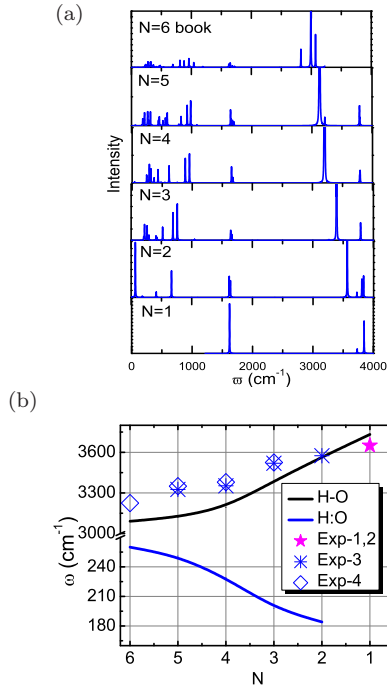 (a)
N=6 book
N=5
N=4
N=3
N=2
N=1
Intensity
0 1000 2000 3000 4000
ϖ (cm⁻¹)
(b)
3600
3300
3000
240
210
180
ω (cm⁻¹)
H-O
H:O
Exp-1,2
Exp-3
Exp-4
6 5 4 3 2 1
N